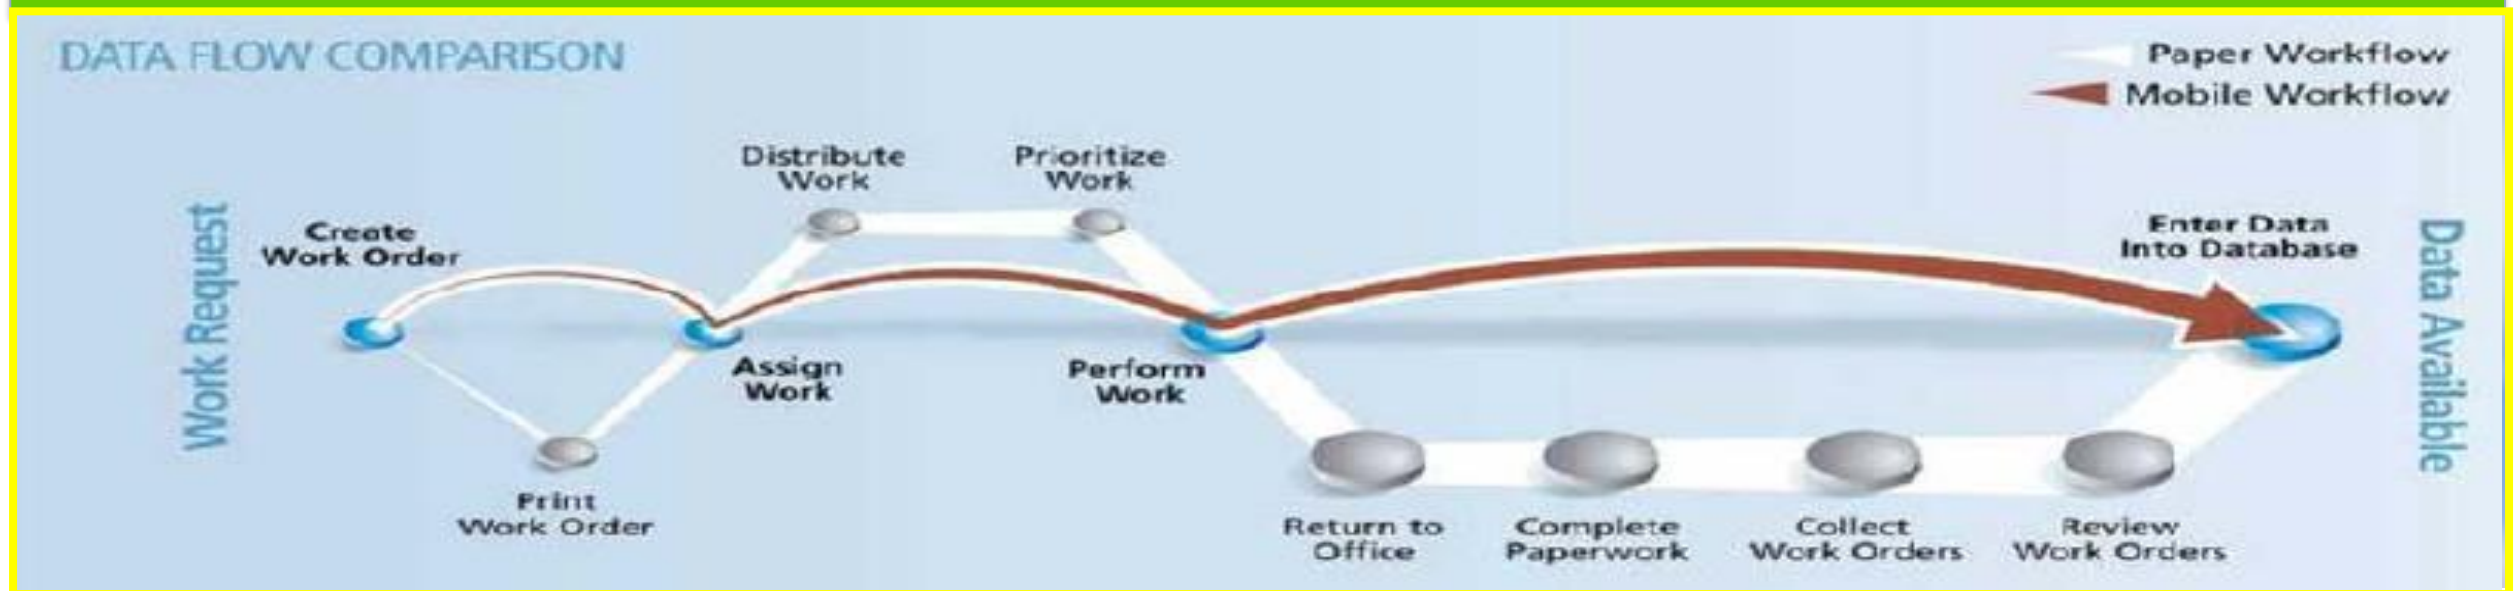 DATA FLOW COMPARISON
Paper Workflow
Mobile Workflow
Distribute
Work
Prioritize
Work
Work Request
Create
Work Order
Enter Data
Into Database
Data Available
Assign
Work
Perform
Work
Print
Work Order
Return to
Office
Complete
Paperwork
Collect
Work Orders
Review
Work Orders